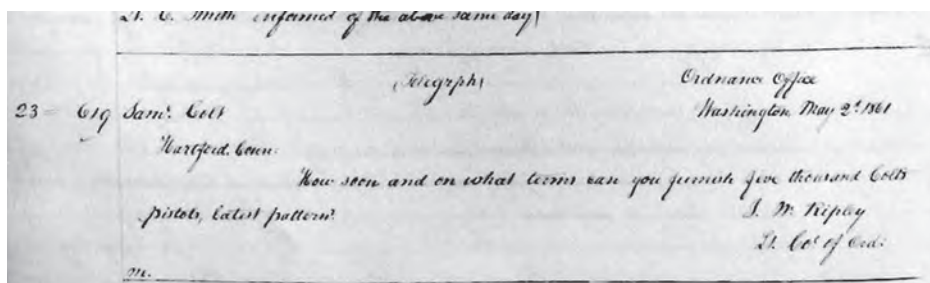 Lt. C. Smith informed of the above same day
(Telegrph) Ordnance Office
23 = 619 Saml. Colt Washington May 2d. 1861
Hartford Conn:
How soon and on what terms can you furnish five thousand Colts
pistols, latest pattern?
J. W. Ripley
Lt. Col of Ord:
m.